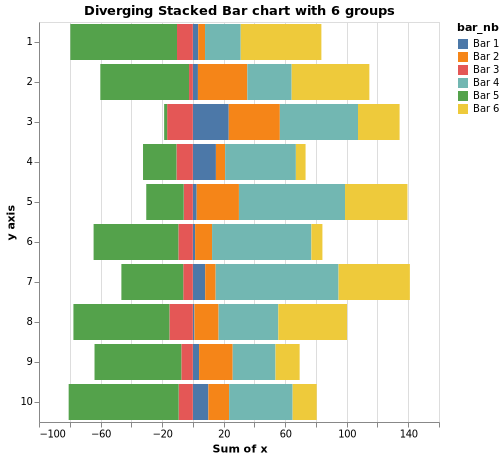 Diverging Stacked Bar chart with 6 groups
bar_nb
Bar 1
Bar 2
Bar 3
Bar 4
Bar 5
Bar 6
y axis
1
2
3
4
5
6
7
8
9
10
−100 −60 −20 20 60 100 140
Sum of x